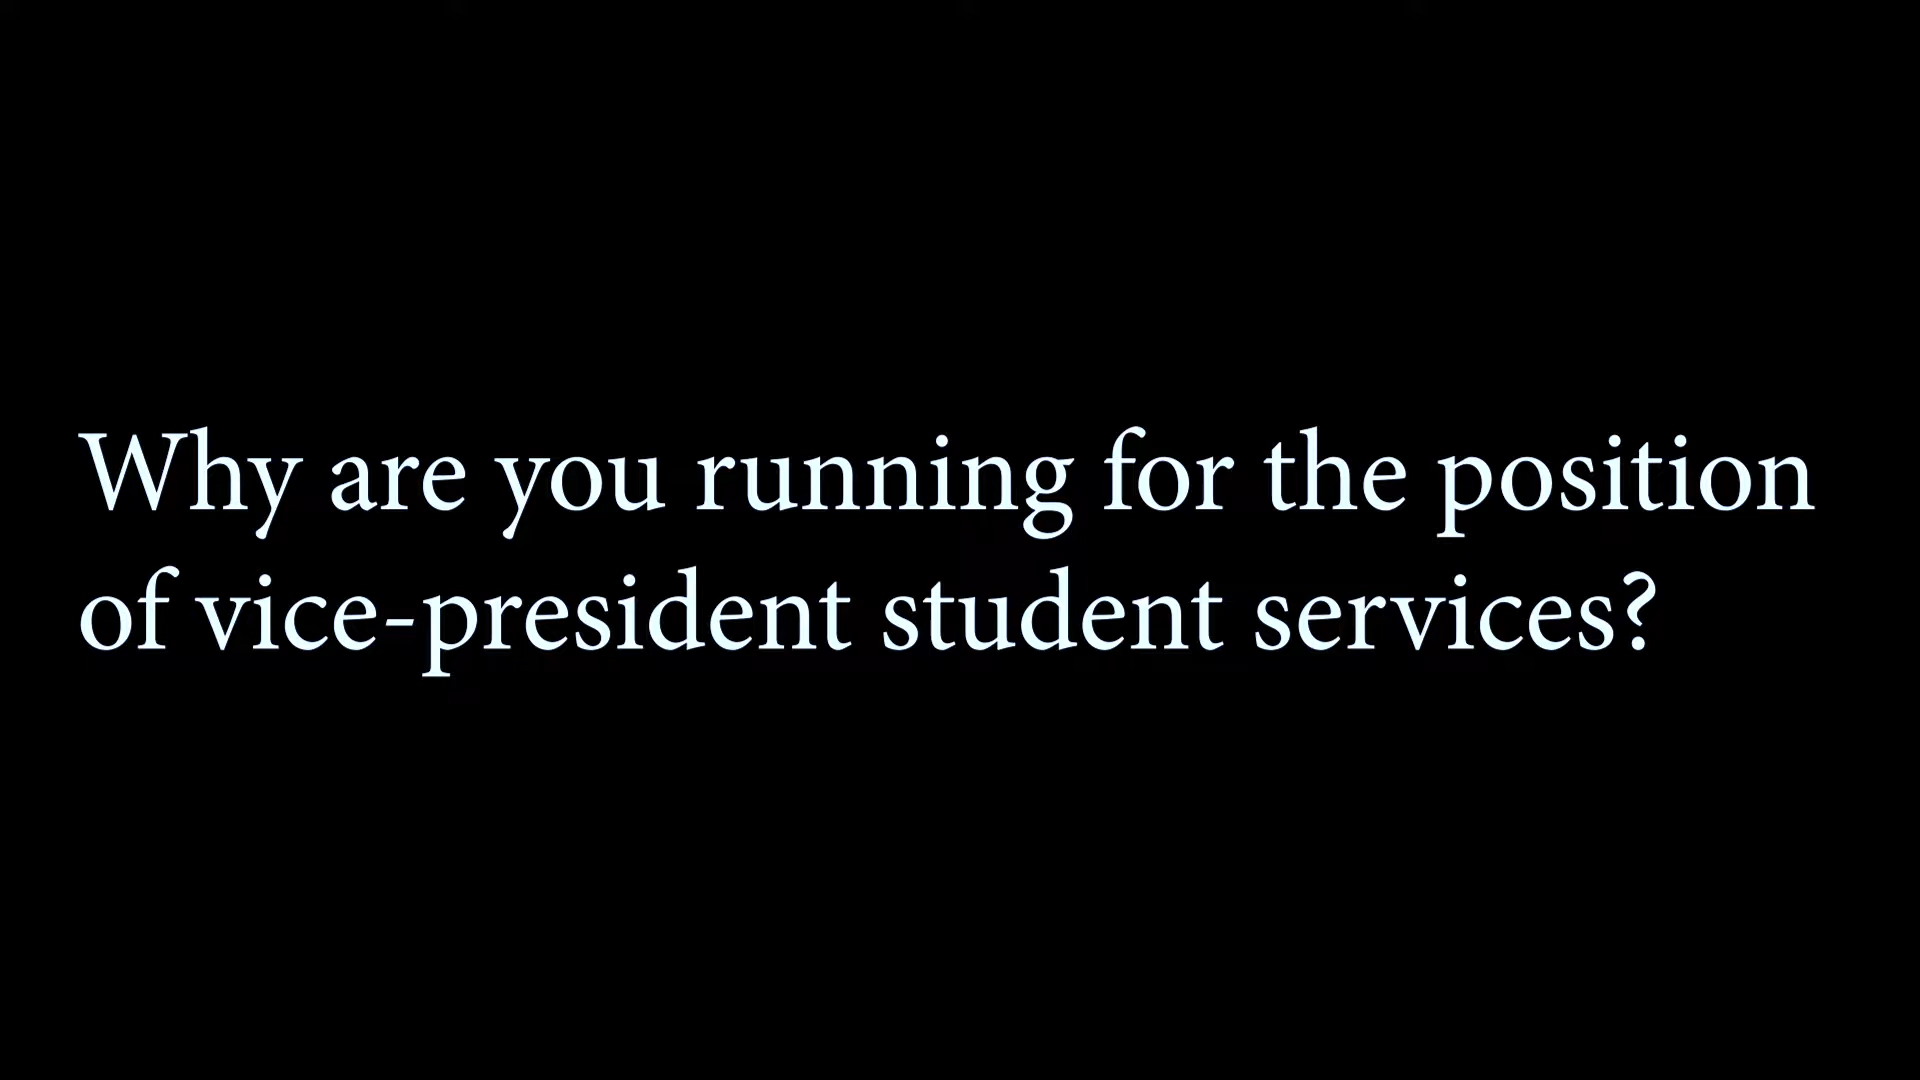 Why are you running for the position
of vice-president student services?